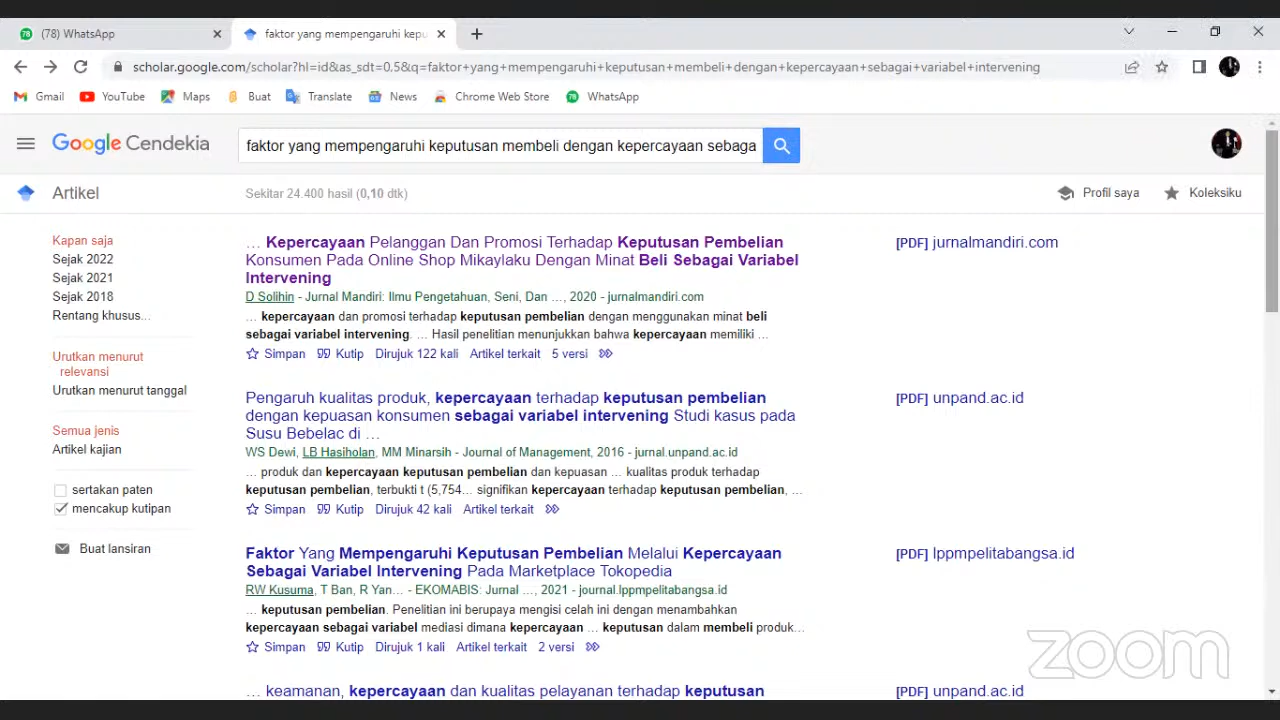 (78) WhatsApp
faktor yang mempengaruhi kepu
scholar.google.com/scholar?hl=id&as_sdt=0.5&q=faktor+yang+mempengaruhi+keputusan+membeli+dengan+kepercayaan+sebagai+variabel+intervening
Gmail YouTube Maps Buat Translate News Chrome Web Store WhatsApp
Google Cendekia
faktor yang mempengaruhi keputusan membeli dengan kepercayaan sebaga
Artikel
Sekitar 24.400 hasil (0,10 dtk)
Profil saya
Koleksiku
Kapan saja
Sejak 2022
Sejak 2021
Sejak 2018
Rentang khusus...
Urutkan menurut
relevansi
Urutkan menurut tanggal
Semua jenis
Artikel kajian
sertakan paten
mencakup kutipan
Buat lansiran
... Kepercayaan Pelanggan Dan Promosi Terhadap Keputusan Pembelian
Konsumen Pada Online Shop Mikaylaku Dengan Minat Beli Sebagai Variabel
Intervening
D Solihin - Jurnal Mandiri: Ilmu Pengetahuan, Seni, Dan ..., 2020 - jurnalmandiri.com
... kepercayaan dan promosi terhadap keputusan pembelian dengan menggunakan minat beli
sebagai variabel intervening. ... Hasil penelitian menunjukkan bahwa kepercayaan memiliki ...
Simpan Kutip Dirujuk 122 kali Artikel terkait 5 versi
[PDF] jurnalmandiri.com
Pengaruh kualitas produk, kepercayaan terhadap keputusan pembelian
dengan kepuasan konsumen sebagai variabel intervening Studi kasus pada
Susu Bebelac di ...
WS Dewi, LB Hasiholan, MM Minarsih - Journal of Management, 2016 - jurnal.unpand.ac.id
... produk dan kepercayaan keputusan pembelian dan kepuasan ... kualitas produk terhadap
keputusan pembelian, terbukti t (5,754... signifikan kepercayaan terhadap keputusan pembelian, ...
Simpan Kutip Dirujuk 42 kali Artikel terkait
[PDF] unpand.ac.id
Faktor Yang Mempengaruhi Keputusan Pembelian Melalui Kepercayaan
Sebagai Variabel Intervening Pada Marketplace Tokopedia
RW Kusuma, T Ban, R Yan... - EKOMABIS: Jurnal ..., 2021 - journal.lppmpelitabangsa.id
... keputusan pembelian. Penelitian ini berupaya mengisi celah ini dengan menambahkan
kepercayaan sebagai variabel mediasi dimana kepercayaan ... keputusan dalam membeli produk...
Simpan Kutip Dirujuk 1 kali Artikel terkait 2 versi
[PDF] lppmpelitabangsa.id
... keamanan, kepercayaan dan kualitas pelayanan terhadap keputusan
[PDF] unpand.ac.id
zoom